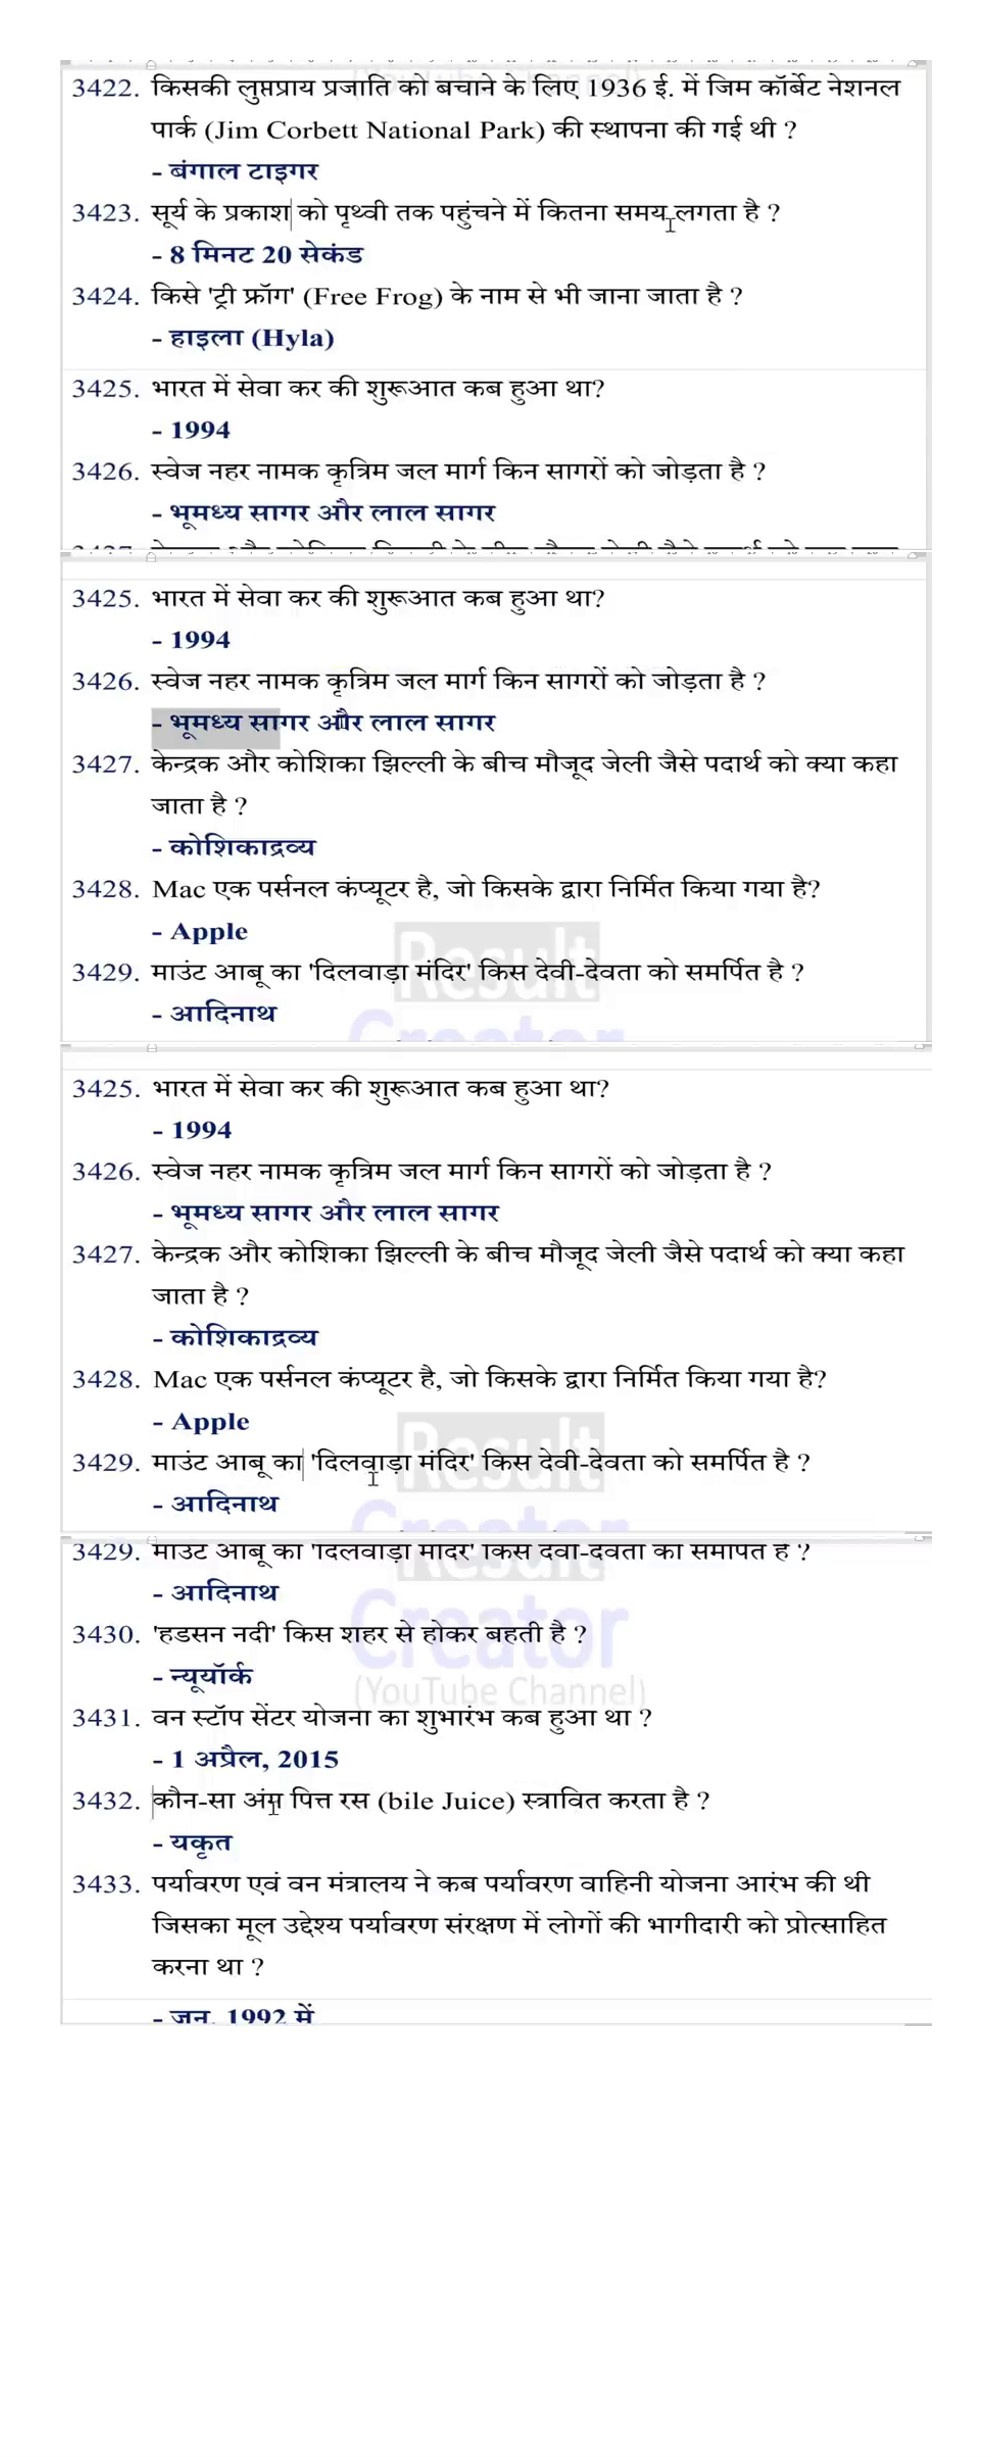 3422. किसकी लुप्तप्राय प्रजाति को बचाने के लिए 1936 ई. में जिम कॉर्बेट नेशनल
पार्क (Jim Corbett National Park) की स्थापना की गई थी ?
- बंगाल टाइगर
3423. सूर्य के प्रकाश को पृथ्वी तक पहुंचने में कितना समय लगता है ?
- 8 मिनट 20 सेकंड
3424. किसे 'ट्री फ्रॉग' (Free Frog) के नाम से भी जाना जाता है ?
- हाइला (Hyla)
3425. भारत में सेवा कर की शुरूआत कब हुआ था?
- 1994
3426. स्वेज नहर नामक कृत्रिम जल मार्ग किन सागरों को जोड़ता है ?
- भूमध्य सागर और लाल सागर
3425. भारत में सेवा कर की शुरूआत कब हुआ था?
- 1994
3426. स्वेज नहर नामक कृत्रिम जल मार्ग किन सागरों को जोड़ता है ?
- भूमध्य सागर और लाल सागर
3427. केन्द्रक और कोशिका झिल्ली के बीच मौजूद जेली जैसे पदार्थ को क्या कहा
जाता है ?
- कोशिकाद्रव्य
3428. Mac एक पर्सनल कंप्यूटर है, जो किसके द्वारा निर्मित किया गया है?
- Apple
3429. माउंट आबू का 'दिलवाड़ा मंदिर' किस देवी-देवता को समर्पित है ?
- आदिनाथ
Result
Creator
3425. भारत में सेवा कर की शुरूआत कब हुआ था?
- 1994
3426. स्वेज नहर नामक कृत्रिम जल मार्ग किन सागरों को जोड़ता है ?
- भूमध्य सागर और लाल सागर
3427. केन्द्रक और कोशिका झिल्ली के बीच मौजूद जेली जैसे पदार्थ को क्या कहा
जाता है ?
- कोशिकाद्रव्य
3428. Mac एक पर्सनल कंप्यूटर है, जो किसके द्वारा निर्मित किया गया है?
- Apple
3429. माउंट आबू का 'दिलवाड़ा मंदिर' किस देवी-देवता को समर्पित है ?
- आदिनाथ
Result
Creator
3429. माउंट आबू का 'दिलवाड़ा मंदिर' किस देवी-देवता को समर्पित है ?
- आदिनाथ
Creator
3430. 'हडसन नदी' किस शहर से होकर बहती है ?
- न्यूयॉर्क
(YouTube Channel)
3431. वन स्टॉप सेंटर योजना का शुभारंभ कब हुआ था ?
- 1 अप्रैल, 2015
3432. कौन-सा अंग पित्त रस (bile Juice) स्त्रावित करता है ?
- यकृत
3433. पर्यावरण एवं वन मंत्रालय ने कब पर्यावरण वाहिनी योजना आरंभ की थी
जिसका मूल उद्देश्य पर्यावरण संरक्षण में लोगों की भागीदारी को प्रोत्साहित
करना था ?
- जन. 1992 में